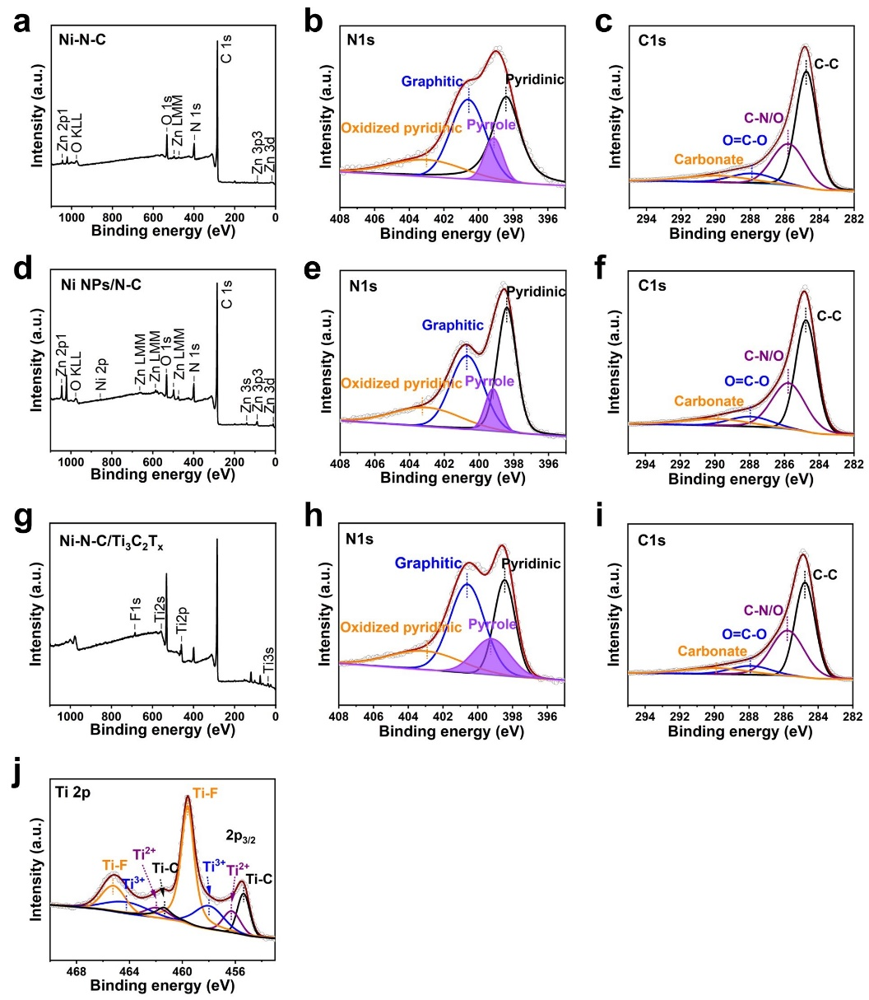 a
Ni-N-C
Intensity (a.u.)
Zn 2p1
O KLL
O 1s
Zn LMM
N 1s
C 1s
Zn 3p3
Zn 3d
1000 800 600 400 200 0
Binding energy (eV)
b
N1s
Intensity (a.u.)
Graphitic
Pyridinic
Oxidized pyridinic
Pyrrole
408 406 404 402 400 398 396
Binding energy (eV)
c
C1s
Intensity (a.u.)
C-C
C-N/O
O=C-O
Carbonate
294 292 290 288 286 284 282
Binding energy (eV)
d
Ni NPs/N-C
Intensity (a.u.)
Zn 2p1
O KLL
Ni 2p
Zn LMM
Zn LMM
O 1s
Zn LMM
N 1s
C 1s
Zn 3s
Zn 3p3
Zn 3d
1000 800 600 400 200 0
Binding energy (eV)
e
N1s
Intensity (a.u.)
Pyridinic
Graphitic
Oxidized pyridinic
Pyrrole
408 406 404 402 400 398 396
Binding energy (eV)
f
C1s
Intensity (a.u.)
C-C
C-N/O
O=C-O
Carbonate
294 292 290 288 286 284 282
Binding energy (eV)
g
Ni-N-C/Ti₃C₂Tₓ
Intensity (a.u.)
F1s
Ti2s
Ti2p
Ti3s
1000 800 600 400 200 0
Binding energy (eV)
h
N1s
Intensity (a.u.)
Graphitic
Pyridinic
Oxidized pyridinic
Pyrrole
408 406 404 402 400 398 396
Binding energy (eV)
i
C1s
Intensity (a.u.)
C-C
C-N/O
O=C-O
Carbonate
294 292 290 288 286 284 282
Binding energy (eV)
j
Ti 2p
Intensity (a.u.)
Ti-F
2p₃/₂
Ti-F
Ti³⁺
Ti²⁺
Ti-C
Ti³⁺
Ti²⁺
Ti-C
468 464 460 456
Binding energy (eV)